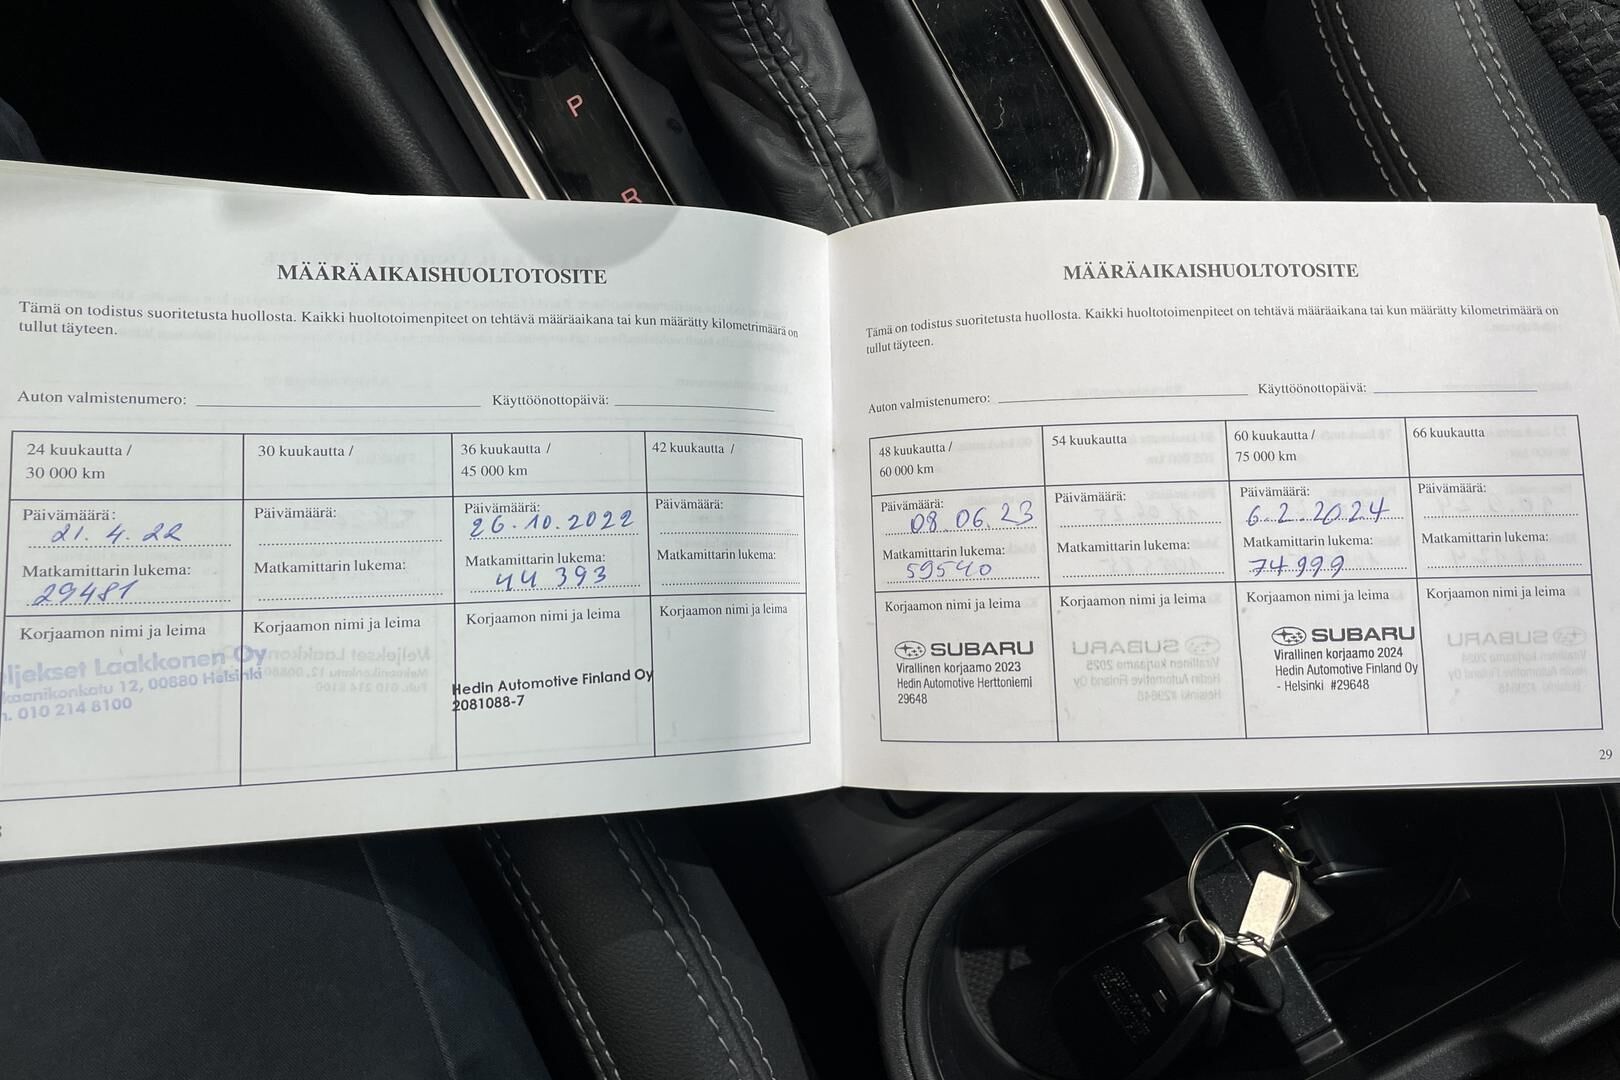 P
R
MÄÄRÄAIKAISHUOLTOTOSITE
Tämä on todistus suoritetusta huollosta. Kaikki huoltotoimenpiteet on tehtävä määräaikana tai kun määrätty kilometrimäärä on
tullut täyteen.
Auton valmistenumero: Käyttöönottopäivä:
24 kuukautta /
30 000 km
30 kuukautta /
36 kuukautta /
45 000 km
42 kuukautta /
Päivämäärä:
21. 4. 22
Päivämäärä:
Päivämäärä:
26.10.2022
Päivämäärä:
Matkamittarin lukema:
29481
Matkamittarin lukema:
Matkamittarin lukema:
44 393
Matkamittarin lukema:
Korjaamon nimi ja leima
ljekset Laakkonen Oy
kaanikonkatu 12, 00880 Helsinki
010 214 8100
Korjaamon nimi ja leima
Korjaamon nimi ja leima
Hedin Automotive Finland Oy
2081088-7
Korjaamon nimi ja leima
MÄÄRÄAIKAISHUOLTOTOSITE
Tämä on todistus suoritetusta huollosta. Kaikki huoltotoimenpiteet on tehtävä määräaikana tai kun määrätty kilometrimäärä on
tullut täyteen.
Auton valmistenumero: Käyttöönottopäivä:
48 kuukautta /
60 000 km
54 kuukautta
60 kuukautta /
75 000 km
66 kuukautta
Päivämäärä:
08.06.23
Päivämäärä:
Päivämäärä:
6.2.2024
Päivämäärä:
Matkamittarin lukema:
59540
Matkamittarin lukema:
Matkamittarin lukema:
74999
Matkamittarin lukema:
Korjaamon nimi ja leima
SUBARU
Virallinen korjaamo 2023
Hedin Automotive Herttoniemi
29648
Korjaamon nimi ja leima
Korjaamon nimi ja leima
SUBARU
Virallinen korjaamo 2024
Hedin Automotive Finland Oy
- Helsinki #29648
Korjaamon nimi ja leima
29